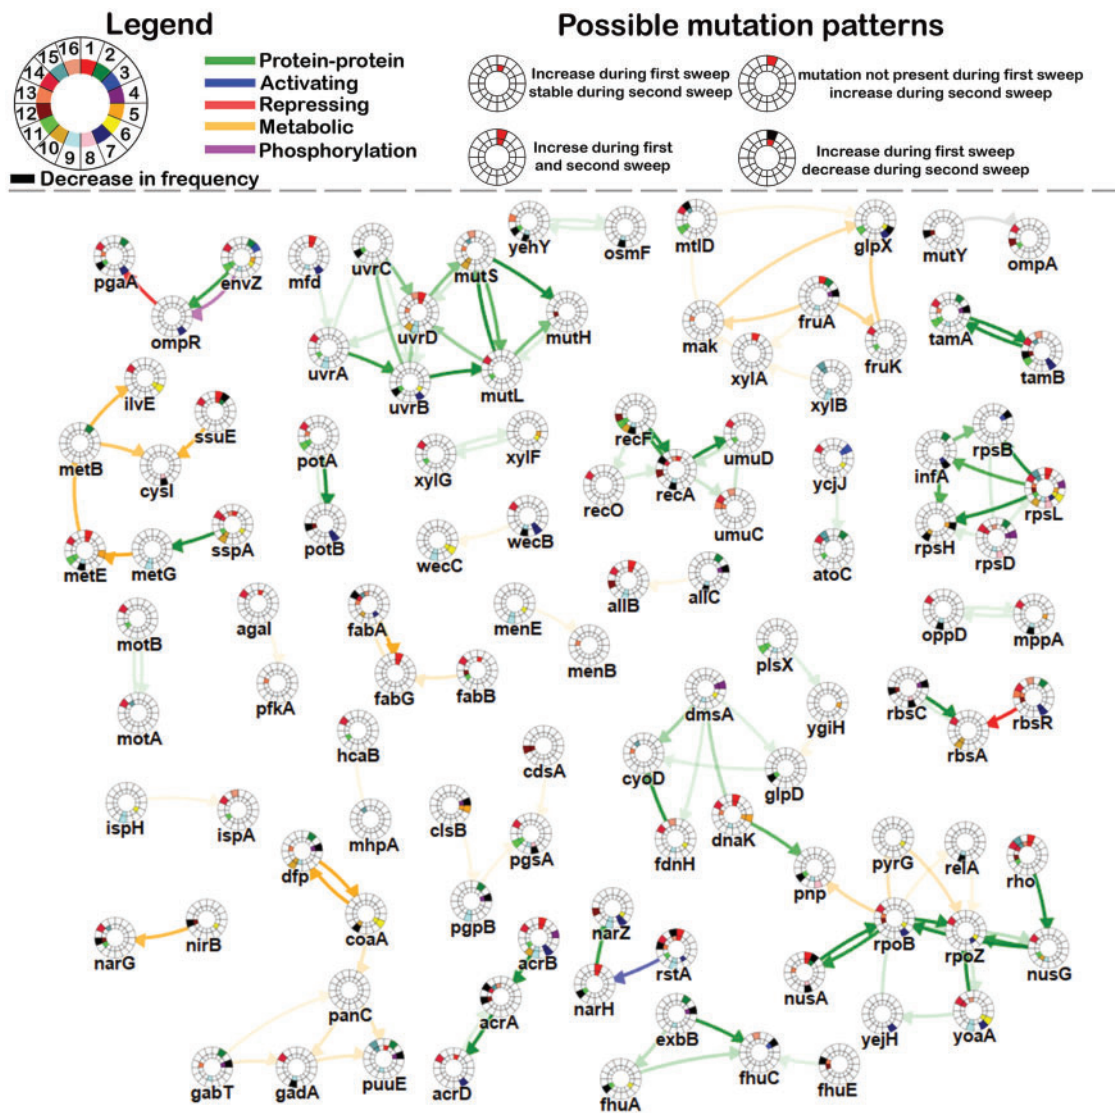 Legend
Possible mutation patterns
16 1 2
15 3
14 4
13 5
12 6
11 7
10 9 8
Protein-protein
Activating
Repressing
Metabolic
Phosphorylation
Decrease in frequency
Increase during first sweep
stable during second sweep
mutation not present during first sweep
increase during second sweep
Increse during first
and second sweep
Increase during first sweep
decrease during second sweep
pgaA
envZ
ompR
mfd
uvrC
mutS
uvrD
mutH
uvrA
uvrB
mutL
yehY
osmF
mtlD
glpX
mutY
ompA
mak
fruA
xylA
fruK
xylB
tamA
tamB
ilvE
ssuE
metB
cysI
potA
potB
xylG
xylF
recF
umuD
recO
recA
umuC
ycjJ
atoC
infA
rpsB
rpsL
rpsH
rpsD
metE
metG
sspA
wecC
wecB
allB
allC
oppD
mppA
motB
motA
agaI
pfkA
fabA
fabG
fabB
menE
menB
plsX
ygiH
rbsC
rbsR
rbsA
hcaB
mhpA
cdsA
dmsA
cyoD
glpD
ispH
ispA
clsB
pgsA
fdnH
dnaK
pnp
pyrG
relA
rho
dfp
coaA
pgpB
narG
nirB
acrB
narZ
rstA
rpoB
rpoZ
nusG
nusA
narH
panC
acrA
exbB
yejH
yoaA
gabT
gadA
puuE
acrD
fhuA
fhuC
fhuE